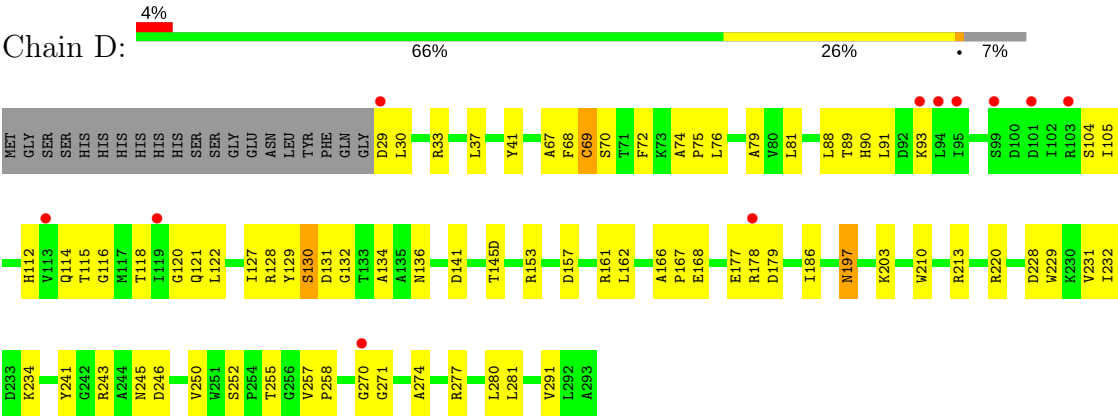 4%
Chain D:
66% 26% • 7%
MET GLY SER SER HIS HIS HIS HIS HIS HIS SER SER GLY GLU ASN LEU TYR PHE GLN GLY D29 L30 R33 L37 Y41 A67 F68 C69 S70 T71 F72 K73 A74 P75 L76 A79 V80 L81 L88 T89 H90 L91 D92 K93 L94 I95 S99 D100 D101 I102 R103 S104 I105
H112 V113 Q114 T115 G116 M117 T118 I119 G120 Q121 L122 I127 R128 Y129 S130 D131 G132 T133 A134 A135 N136 D141 T145D R153 D157 R161 L162 A166 P167 E168 E177 R178 D179 I186 N197 K203 W210 R213 R220 D228 W229 K230 V231 I232
D233 K234 Y241 G242 R243 A244 N245 D246 V250 W251 S252 P254 T255 G256 V257 P258 G270 G271 A274 R277 L280 L281 V291 L292 A293